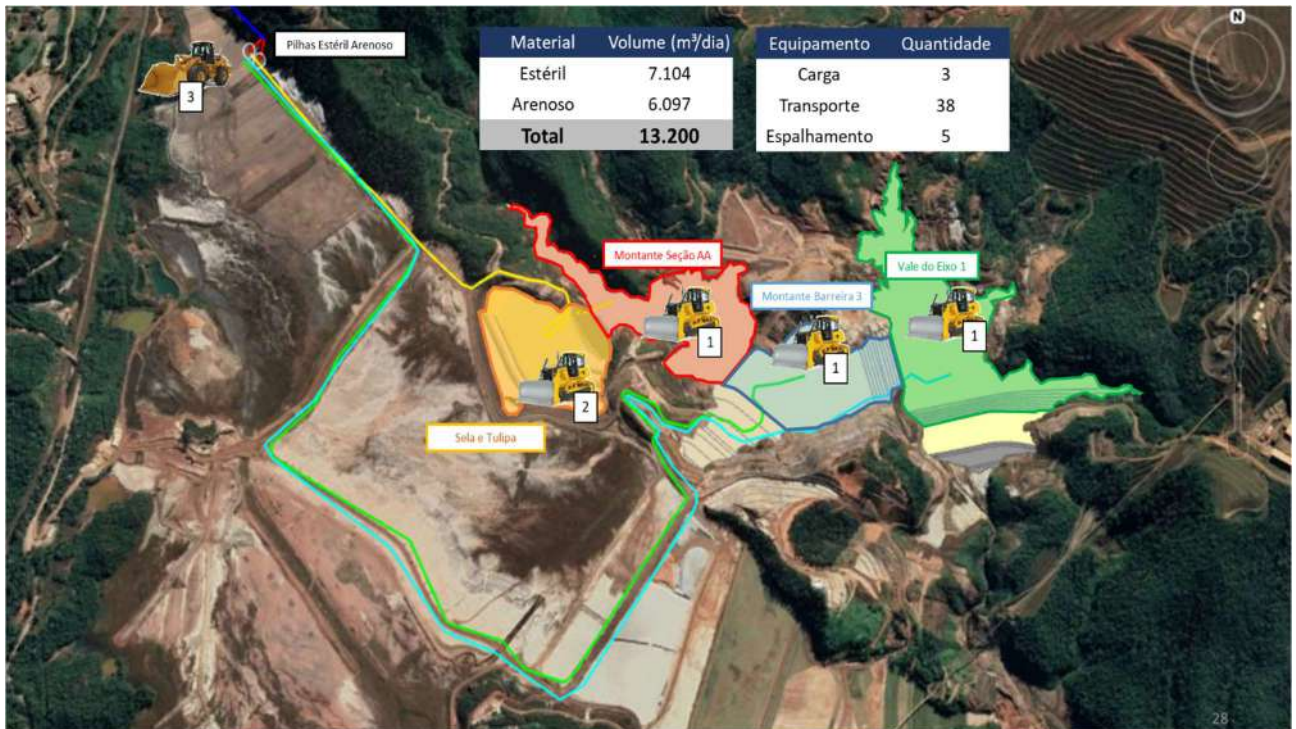 N
Pilhas Estéril Arenoso
3
Material Volume (m³/dia)
Estéril 7.104
Arenoso 6.097
Total 13.200
Equipamento Quantidade
Carga 3
Transporte 38
Espalhamento 5
Montante Seção AA
1
Montante Barreira 3
1
Vale do Eixo 1
1
2
Sela e Tulipa
28